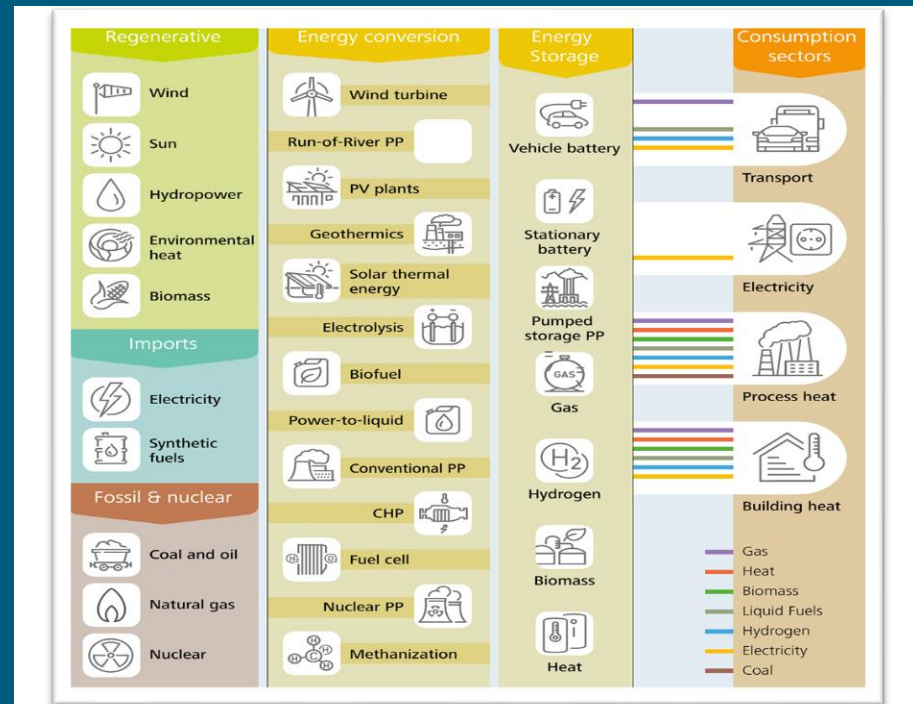 Regenerative
Wind
Sun
Hydropower
Environmental
heat
Biomass
Imports
Electricity
Synthetic
fuels
Fossil & nuclear
Coal and oil
Natural gas
Nuclear
Energy conversion
Wind turbine
Run-of-River PP
PV plants
Geothermics
Solar thermal
energy
Electrolysis
Biofuel
Power-to-liquid
Conventional PP
CHP
H
O
Fuel cell
Nuclear PP
H
H
C
H
H
Methanization
Energy
Storage
Vehicle battery
Stationary
battery
Pumped
storage PP
GAS
Gas
H2
Hydrogen
Biomass
Heat
Consumption
sectors
Transport
Electricity
Process heat
Building heat
Gas
Heat
Biomass
Liquid Fuels
Hydrogen
Electricity
Coal